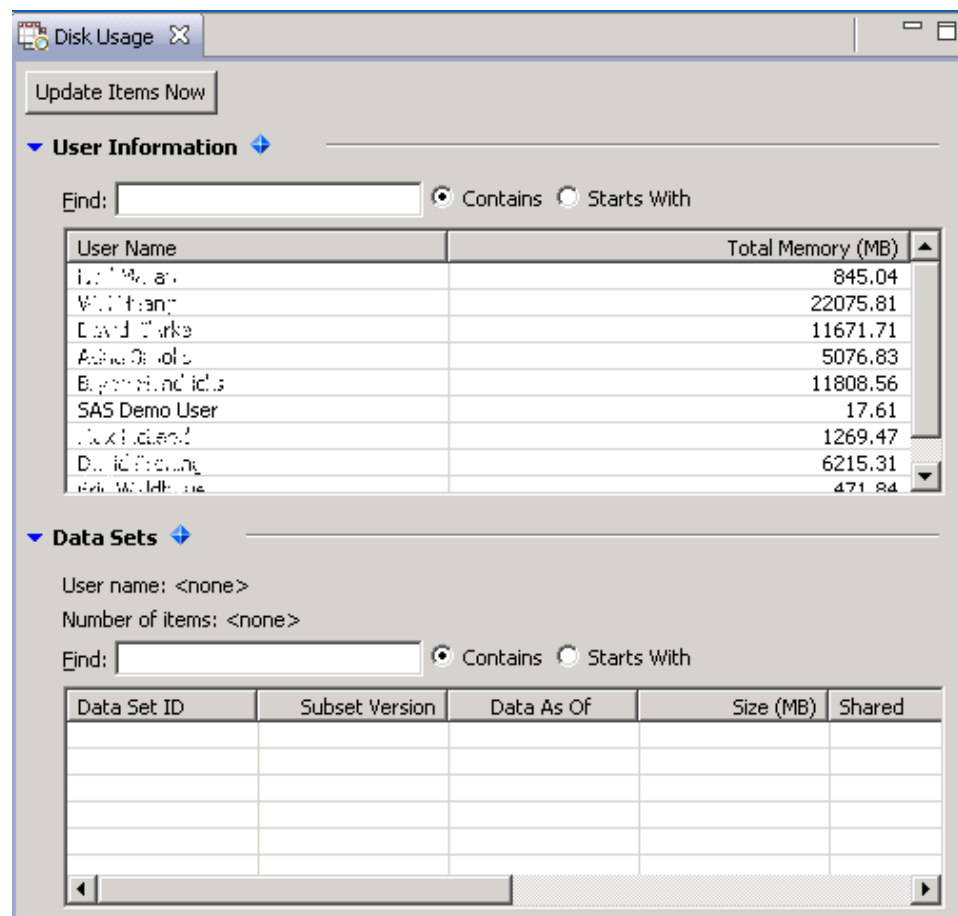 Disk Usage
Update Items Now
User Information
Find: Contains Starts With
User Name Total Memory (MB)
845.04
22075.81
11671.71
5076.83
11808.56
SAS Demo User 17.61
1269.47
6215.31
471.84
Data Sets
User name: <none>
Number of items: <none>
Find: Contains Starts With
Data Set ID Subset Version Data As Of Size (MB) Shared